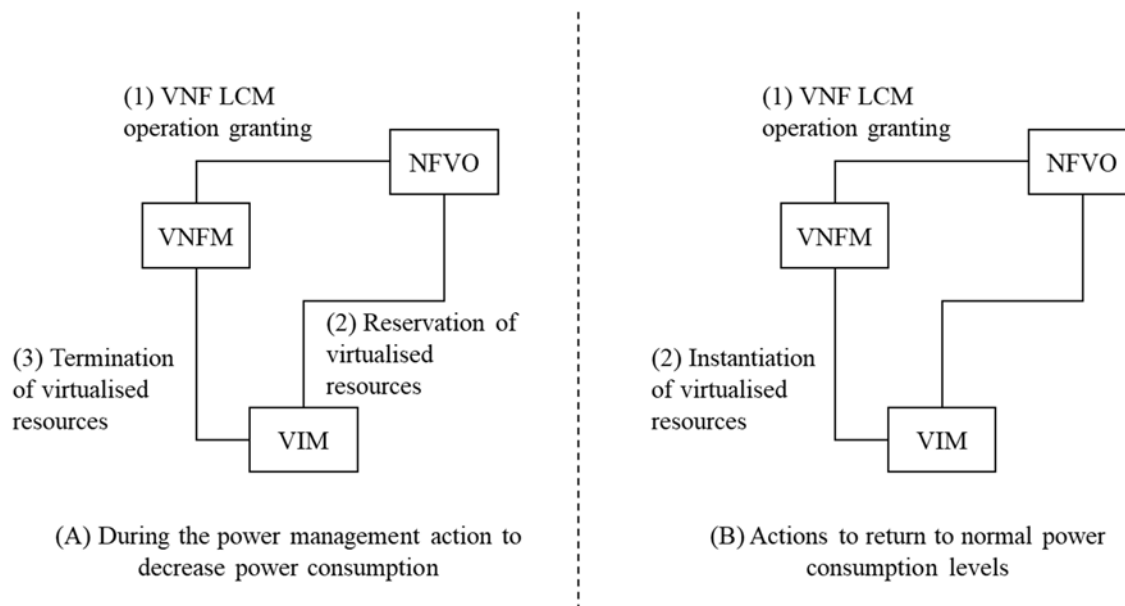 (1) VNF LCM
operation granting
NFVO
VNFM
(2) Reservation of
virtualised
resources
(3) Termination
of virtualised
resources
VIM
(A) During the power management action to
decrease power consumption
(1) VNF LCM
operation granting
NFVO
VNFM
(2) Instantiation
of virtualised
resources
VIM
(B) Actions to return to normal power
consumption levels